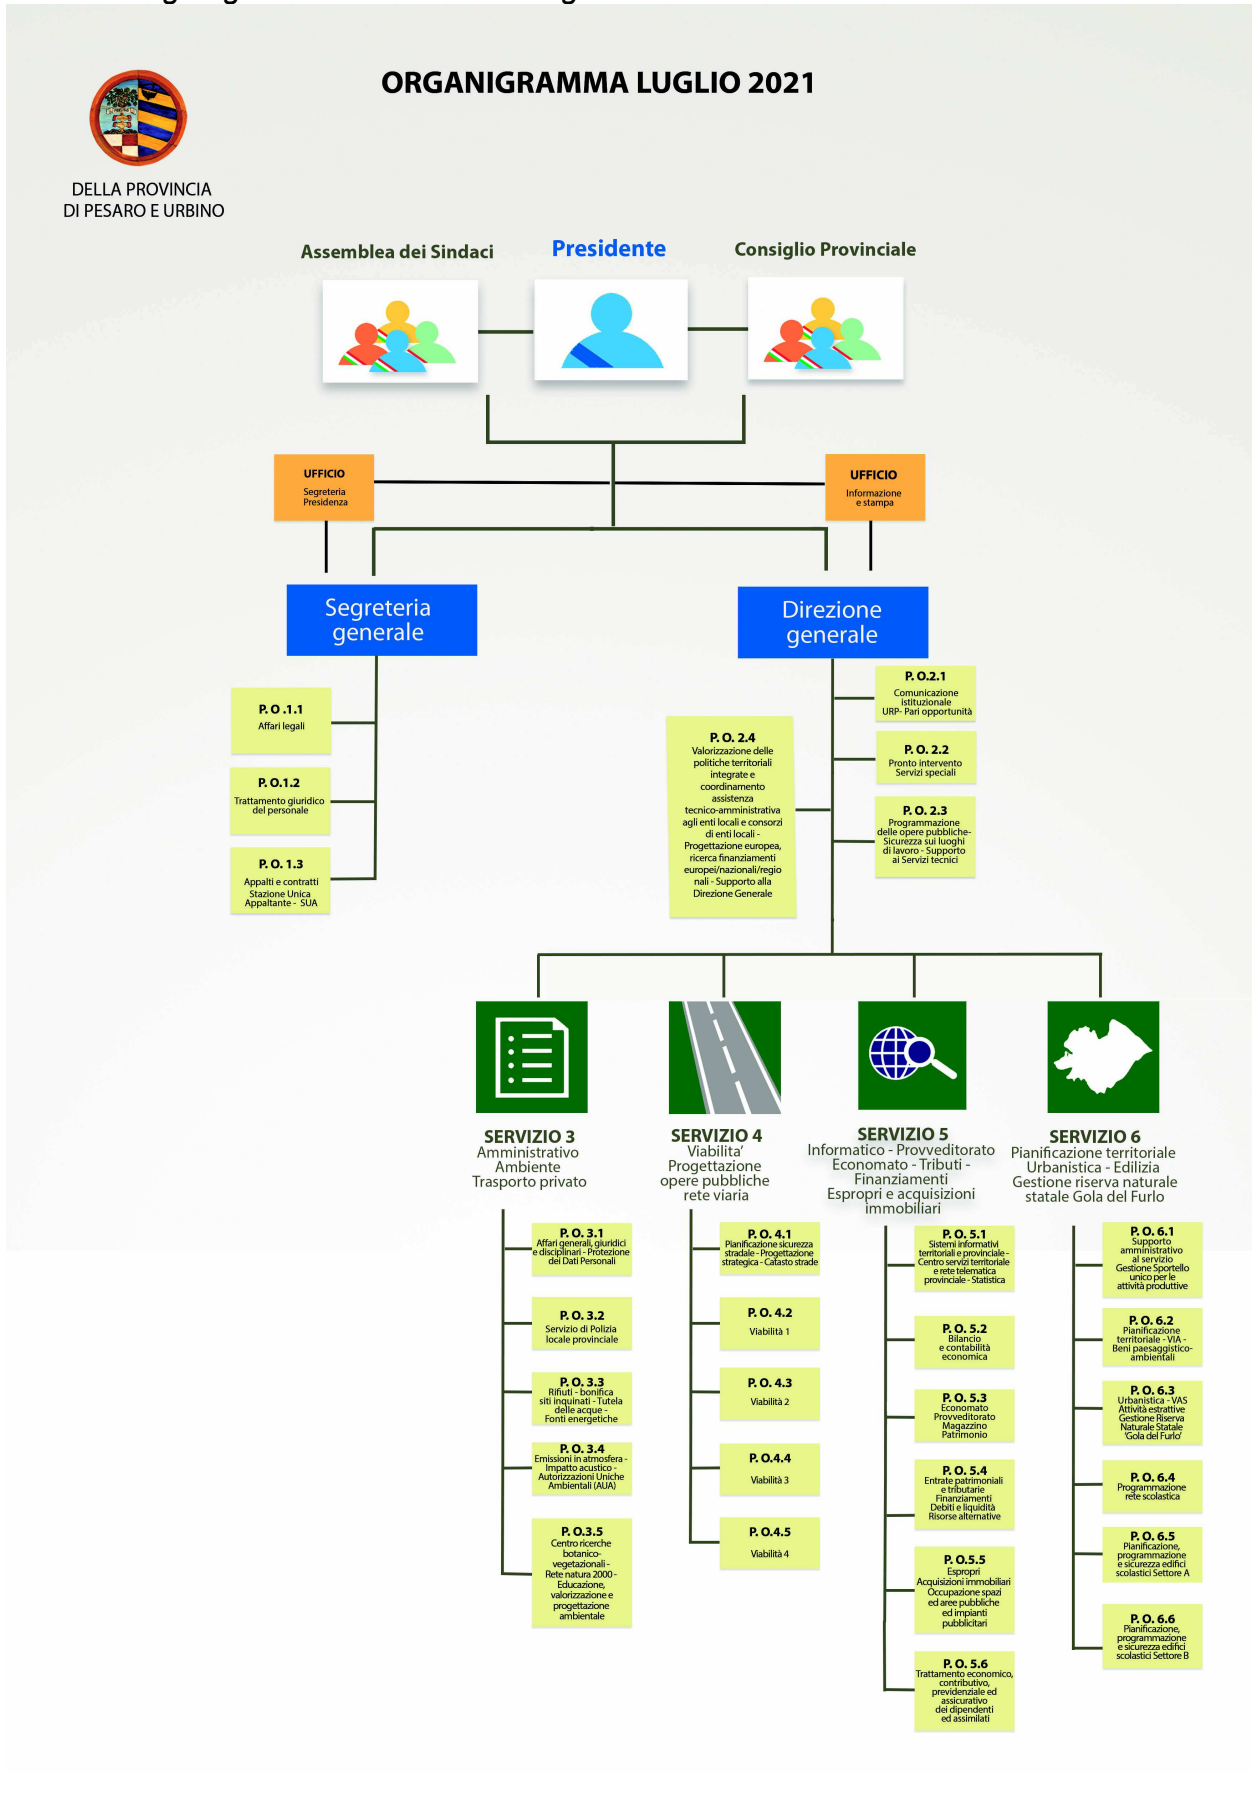 ORGANIGRAMMA LUGLIO 2021
DELLA PROVINCIA
DI PESARO E URBINO
Assemblea dei Sindaci
Presidente
Consiglio Provinciale
UFFICIO
Segreteria
Presidenza
UFFICIO
Informazione
e stampa
Segreteria
generale
Direzione
generale
P. O .1.1
Affari legali
P. O.1.2
Trattamento giuridico
del personale
P. O. 1.3
Appalti e contratti
Stazione Unica
Appaltante - SUA
P. O. 2.4
Valorizzazione delle
politiche territoriali
integrate e
coordinamento
assistenza
tecnico-amministrativa
agli enti locali e consorzi
di enti locali -
Progettazione europea,
ricerca finanziamenti
europei/nazionali/regio
nali - Supporto alla
Direzione Generale
P. O.2.1
Comunicazione
istituzionale
URP- Pari opportunità
P. O. 2.2
Pronto intervento
Servizi speciali
P. O. 2.3
Programmazione
delle opere pubbliche-
Sicurezza sui luoghi
di lavoro - Supporto
ai Servizi tecnici
SERVIZIO 3
Amministrativo
Ambiente
Trasporto privato
P. O. 3.1
Affari generali, giuridici
e disciplinari - Protezione
dei Dati Personali
P. O. 3.2
Servizio di Polizia
locale provinciale
P. O. 3.3
Rifiuti - bonifica
siti inquinati - Tutela
delle acque -
Fonti energetiche
P. O. 3.4
Emissioni in atmosfera -
Impatto acustico -
Autorizzazioni Uniche
Ambientali (AUA)
P. O.3.5
Centro ricerche
botanico-
vegetazionali -
Rete natura 2000 -
Educazione,
valorizzazione e
progettazione
ambientale
SERVIZIO 4
Viabilita'
Progettazione
opere pubbliche
rete viaria
P. O. 4.1
Pianificazione sicurezza
stradale - Progettazione
strategica - Catasto strade
P. O. 4.2
Viabilità 1
P. O. 4.3
Viabilità 2
P. O.4.4
Viabilità 3
P. O.4.5
Viabilità 4
SERVIZIO 5
Informatico - Provveditorato
Economato - Tributi -
Finanziamenti
Espropri e acquisizioni
immobiliari
P. O. 5.1
Sistemi informativi
territoriali e provinciale -
Centro servizi territoriale
e rete telematica
provinciale - Statistica
P. O. 5.2
Bilancio
e contabilità
economica
P. O. 5.3
Economato
Provveditorato
Magazzino
Patrimonio
P. O. 5.4
Entrate patrimoniali
e tributarie
Finanziamenti
Debiti e liquidità
Risorse alternative
P. O.5.5
Espropri
Acquisizioni immobiliari
Occupazione spazi
ed aree pubbliche
ed impianti
pubblicitari
P. O. 5.6
Trattamento economico,
contributivo,
previdenziale ed
assicurativo
dei dipendenti
ed assimilati
SERVIZIO 6
Pianificazione territoriale
Urbanistica - Edilizia
Gestione riserva naturale
statale Gola del Furlo
P. O. 6.1
Supporto
amministrativo
al servizio
Gestione Sportello
unico per le
attività produttive
P. O. 6.2
Pianificazione
territoriale - VIA -
Beni paesaggistico-
ambientali
P. O. 6.3
Urbanistica - VAS
Attività estrattive
Gestione Riserva
Naturale Statale
'Gola del Furlo'
P. O. 6.4
Programmazione
rete scolastica
P. O. 6.5
Pianificazione,
programmazione
e sicurezza edifici
scolastici Settore A
P. O. 6.6
Pianificazione,
programmazione
e sicurezza edifici
scolastici Settore B